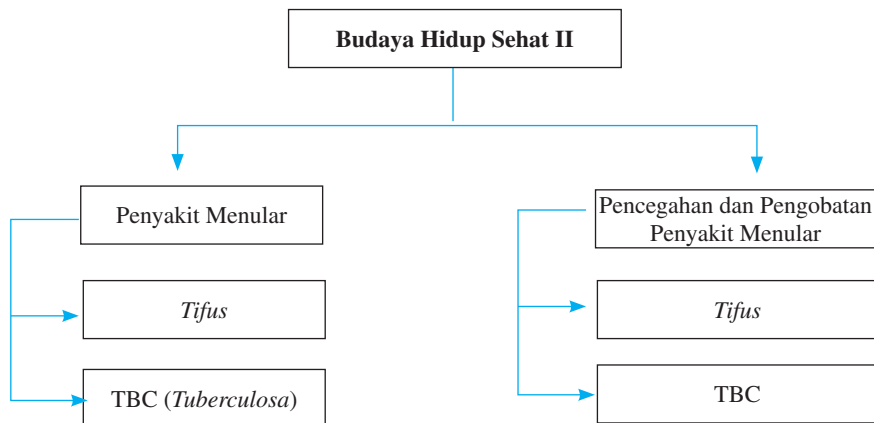 Budaya Hidup Sehat II
Penyakit Menular
Tifus
TBC (Tuberculosa)
Pencegahan dan Pengobatan
Penyakit Menular
Tifus
TBC